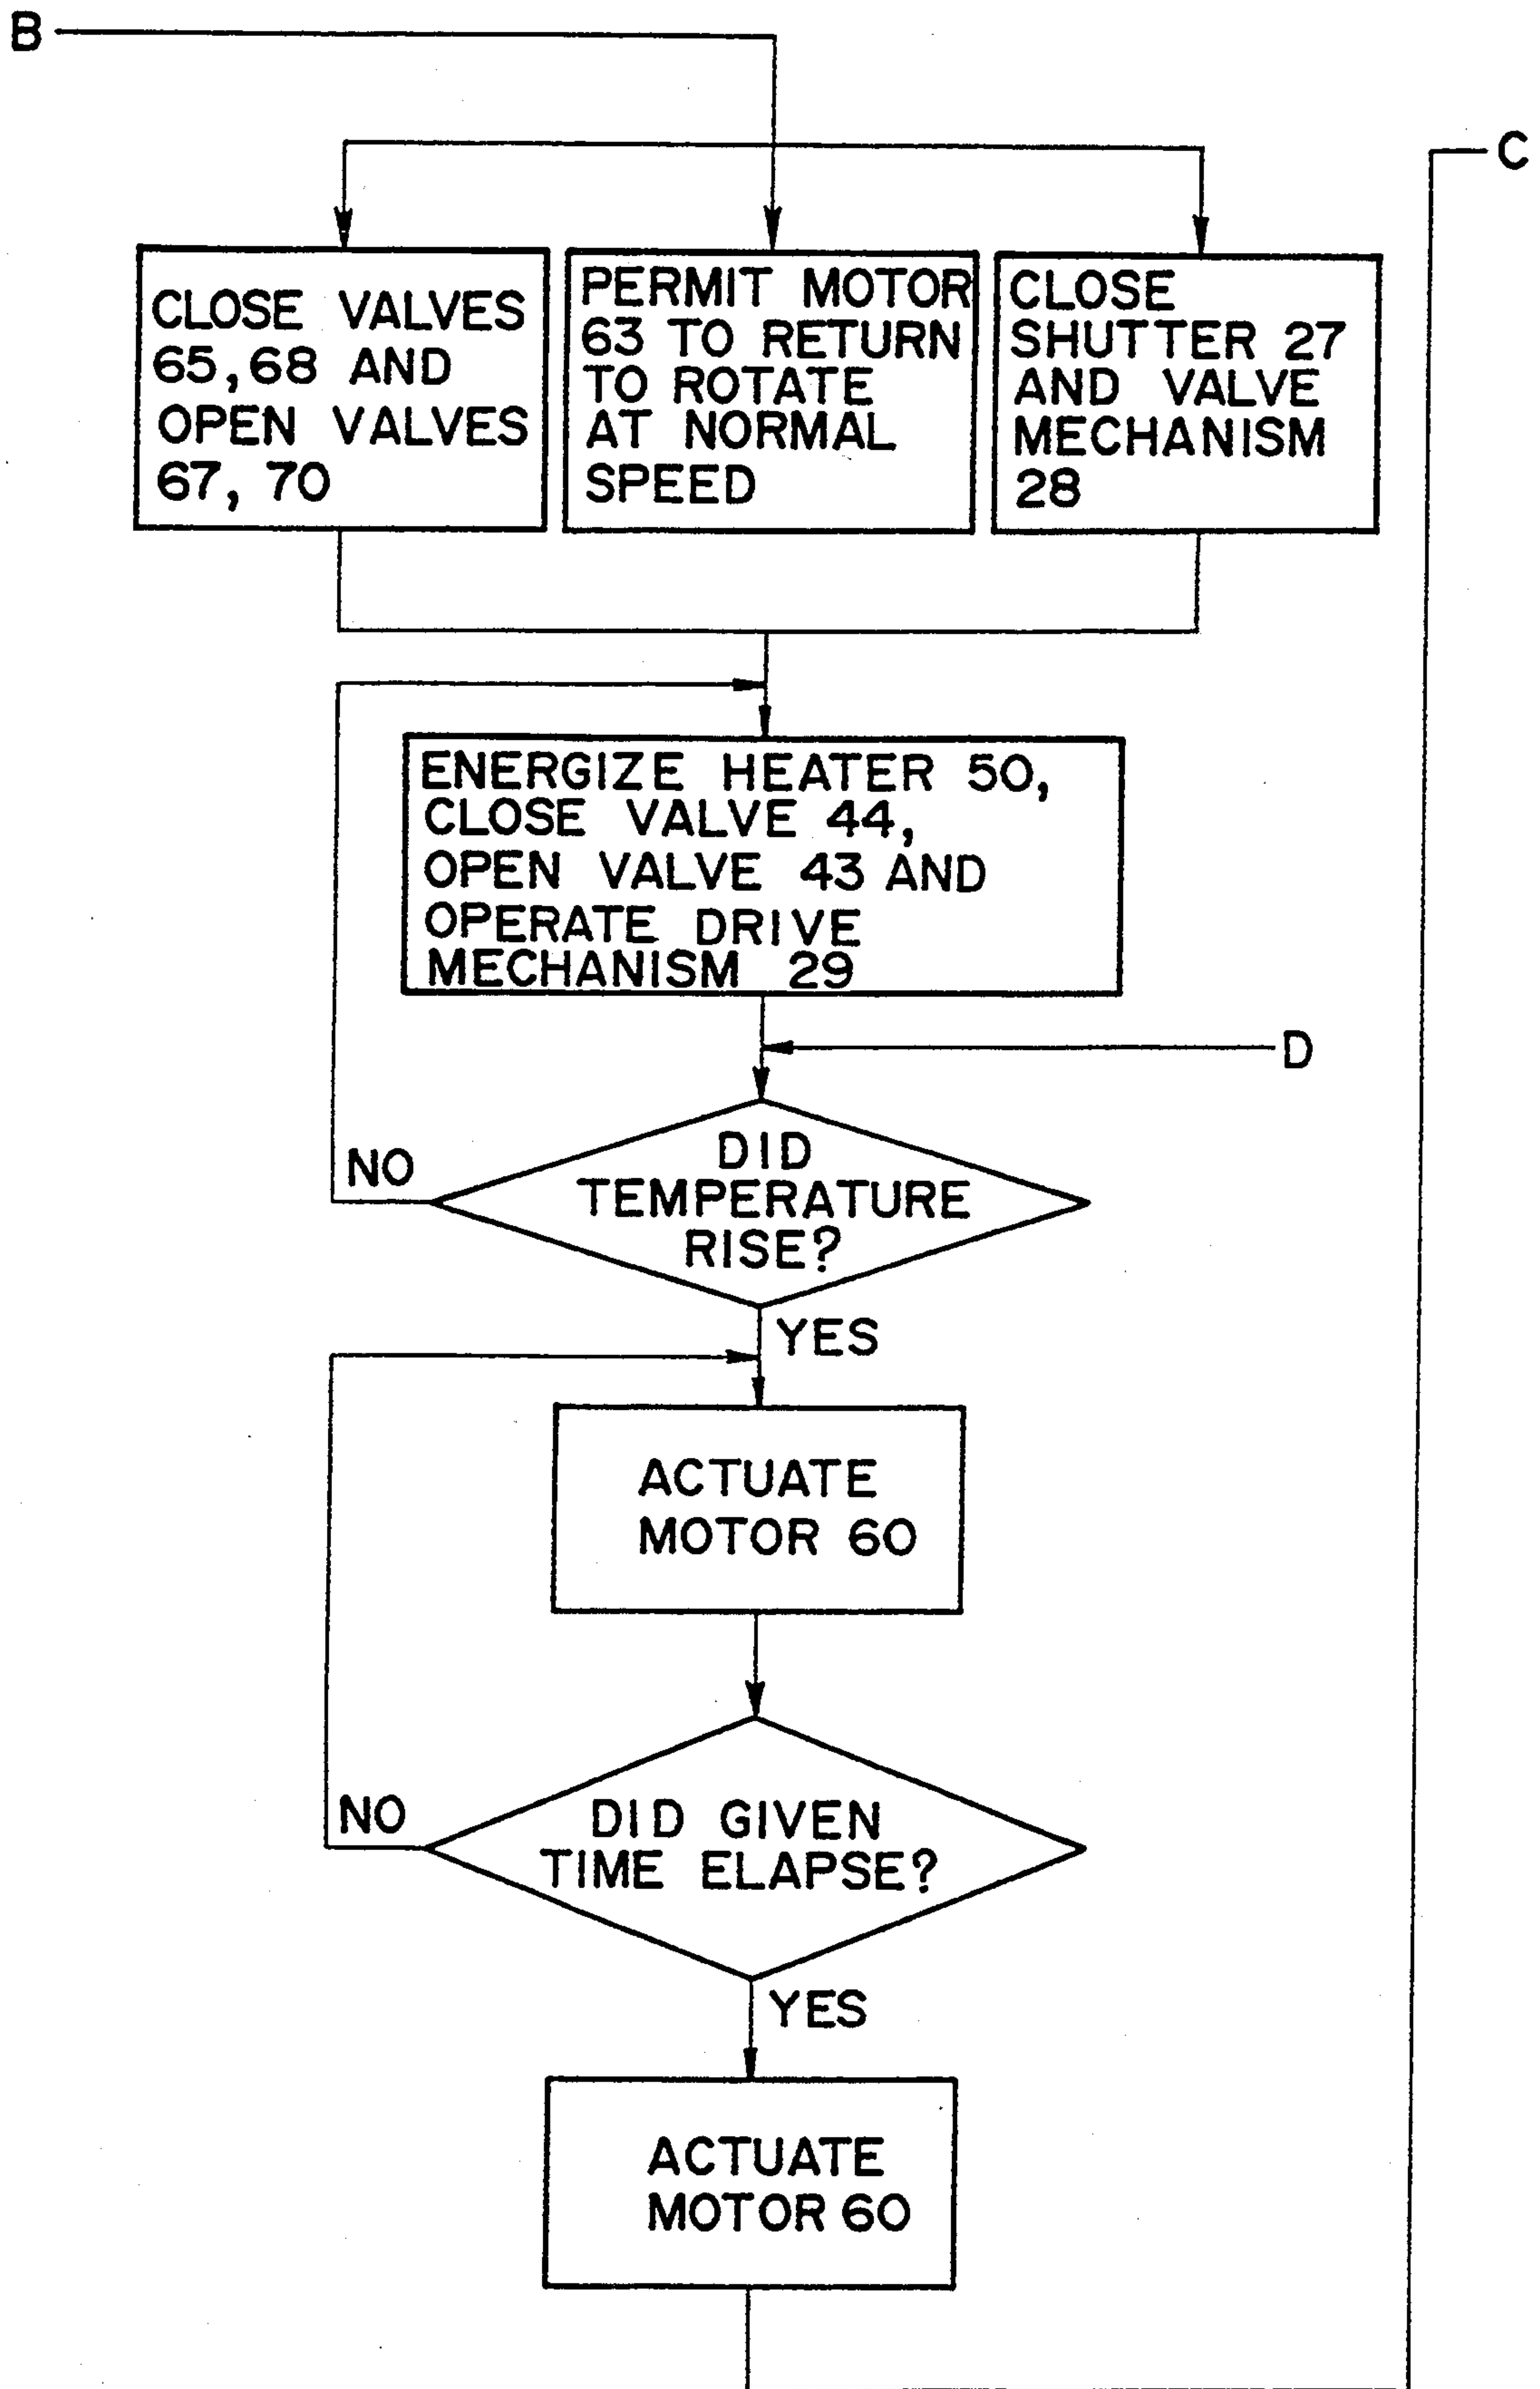 B
C
CLOSE VALVES
65, 68 AND
OPEN VALVES
67, 70
PERMIT MOTOR
63 TO RETURN
TO ROTATE
AT NORMAL
SPEED
CLOSE
SHUTTER 27
AND VALVE
MECHANISM
28
ENERGIZE HEATER 50,
CLOSE VALVE 44,
OPEN VALVE 43 AND
OPERATE DRIVE
MECHANISM 29
D
DID
TEMPERATURE
RISE?
NO
YES
ACTUATE
MOTOR 60
DID GIVEN
TIME ELAPSE?
NO
YES
ACTUATE
MOTOR 60